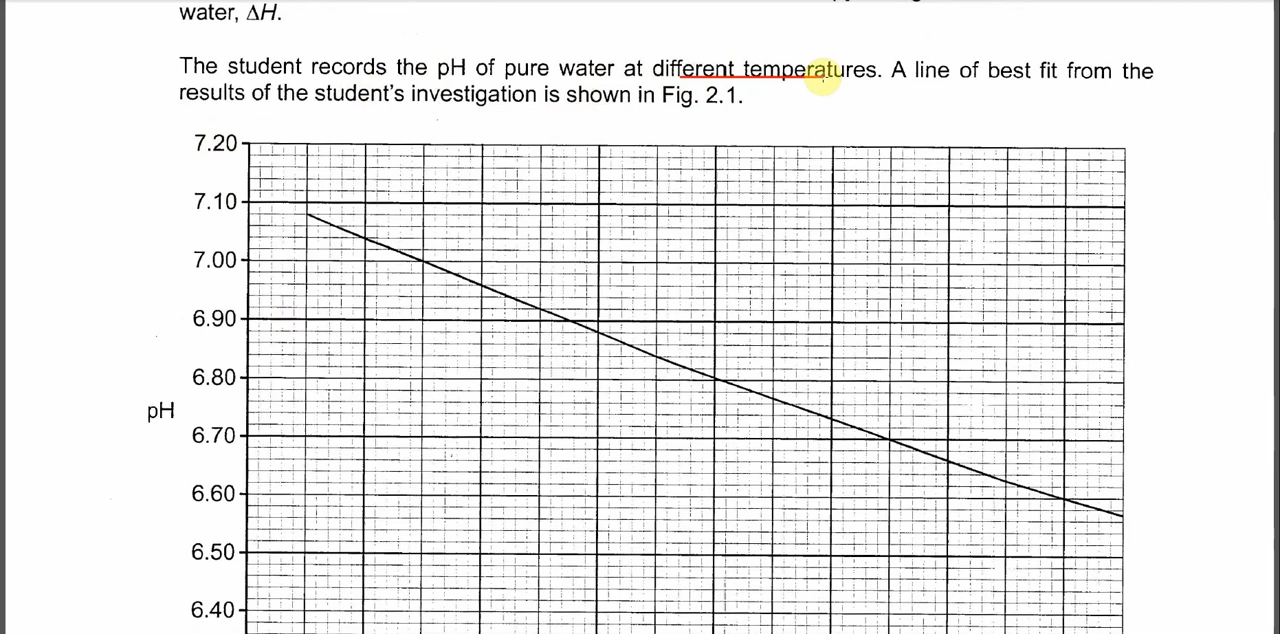 water, ΔH.
The student records the pH of pure water at different temperatures. A line of best fit from the
results of the student's investigation is shown in Fig. 2.1.
7.20
7.10
7.00
6.90
6.80
pH
6.70
6.60
6.50
6.40